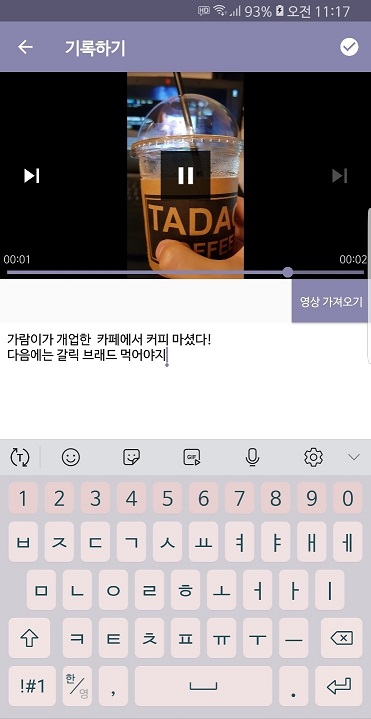 HD 93% 오전 11:17
기록하기
TADA
COFFEE
00:01 00:02
영상 가져오기
가람이가 개업한 카페에서 커피 마셨다!
다음에는 갈릭 브래드 먹어야지
T GIF
1 2 3 4 5 6 7 8 9 0
ㅂ ㅈ ㄷ ㄱ ㅅ ㅛ ㅕ ㅑ ㅐ ㅔ
ㅁ ㄴ ㅇ ㄹ ㅎ ㅗ ㅓ ㅏ ㅣ
ㅋ ㅌ ㅊ ㅍ ㅠ ㅜ ㅡ
!#1 한/영 , .